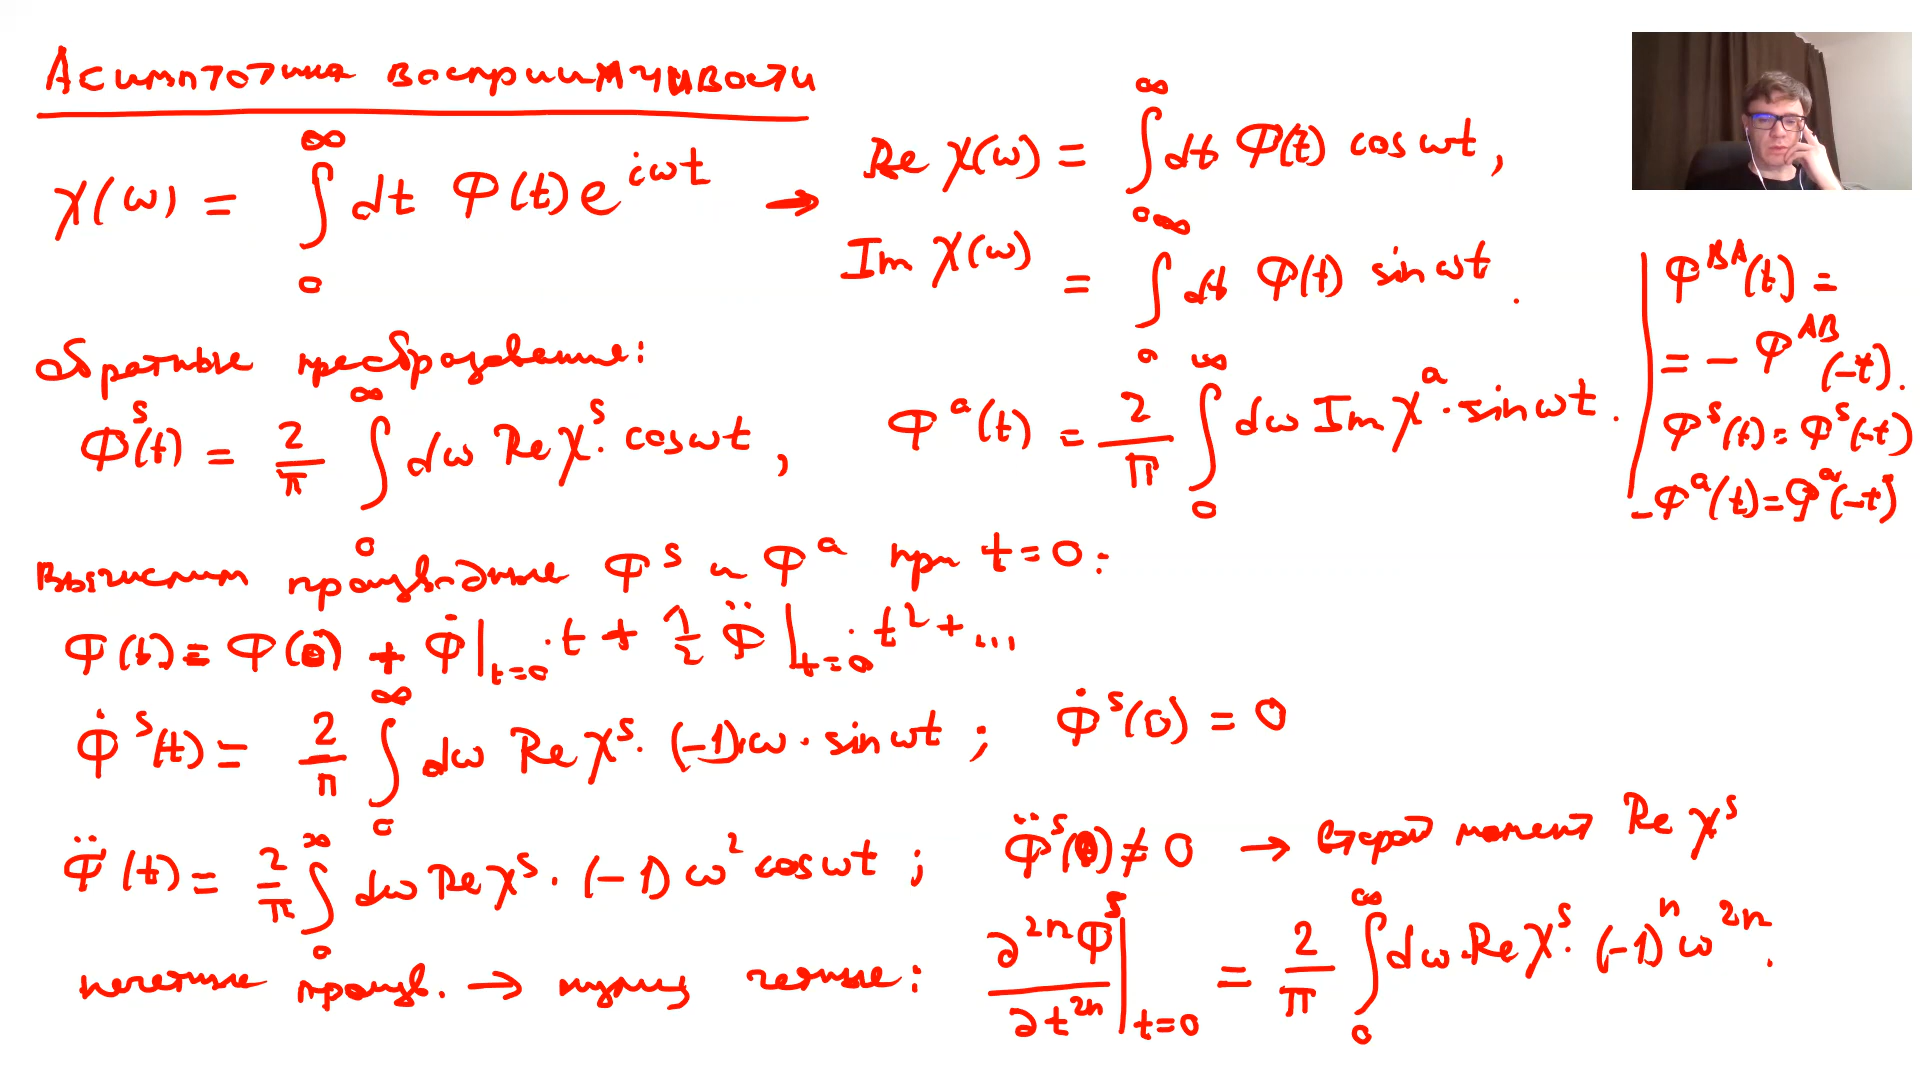 Асимптотика восприимчивости
χ(ω) = ∫₀^∞ dt Φ(t) e^{iωt} → Re χ(ω) = ∫₀^∞ dt Φ(t) cos ωt,
Im χ(ω) = ∫₀^∞ dt Φ(t) sin ωt.
Φ^{BA}(t) =
= − Φ^{AB}(−t).
Φ^s(t) = Φ^s(−t)
−Φ^a(t) = Φ^a(−t)
Обратные преобразование:
Φ^s(t) = 2/π ∫₀^∞ dω Re χ^s · cos ωt, Φ^a(t) = 2/π ∫₀^∞ dω Im χ^a · sin ωt.
Вычислим производные Φ^s и Φ^a при t=0:
Φ(t) = Φ(0) + Φ̇|_{t=0} · t + 1/2 Φ̈|_{t=0} · t² + ...
Φ̇^s(t) = 2/π ∫₀^∞ dω Re χ^s · (−1)·ω · sin ωt ; Φ̇^s(0) = 0
Φ̈(t) = 2/π ∫₀^∞ dω Re χ^s · (−1) ω² cos ωt ; Φ̈^s(0) ≠ 0 → второй момент Re χ^s
нечетные произв. → нули, четные: ∂^{2n}Φ^s/∂t^{2n}|_{t=0} = 2/π ∫₀^∞ dω · Re χ^s · (−1)^n ω^{2n}.